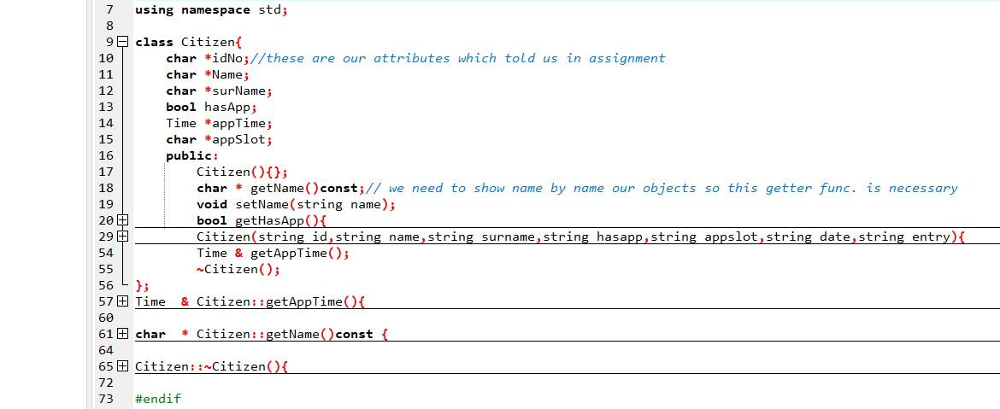 7 using namespace std;
8
9 class Citizen{
10 char *idNo;//these are our attributes which told us in assignment
11 char *Name;
12 char *surName;
13 bool hasApp;
14 Time *appTime;
15 char *appSlot;
16 public:
17 Citizen(){};
18 char * getName()const;// we need to show name by name our objects so this getter func. is necessary
19 void setName(string name);
20 bool getHasApp(){
29 Citizen(string id,string name,string surname,string hasapp,string appslot,string date,string entry){
54 Time & getAppTime();
55 ~Citizen();
56 };
57 Time & Citizen::getAppTime(){
60
61 char * Citizen::getName()const {
64
65 Citizen::~Citizen(){
72
73 #endif